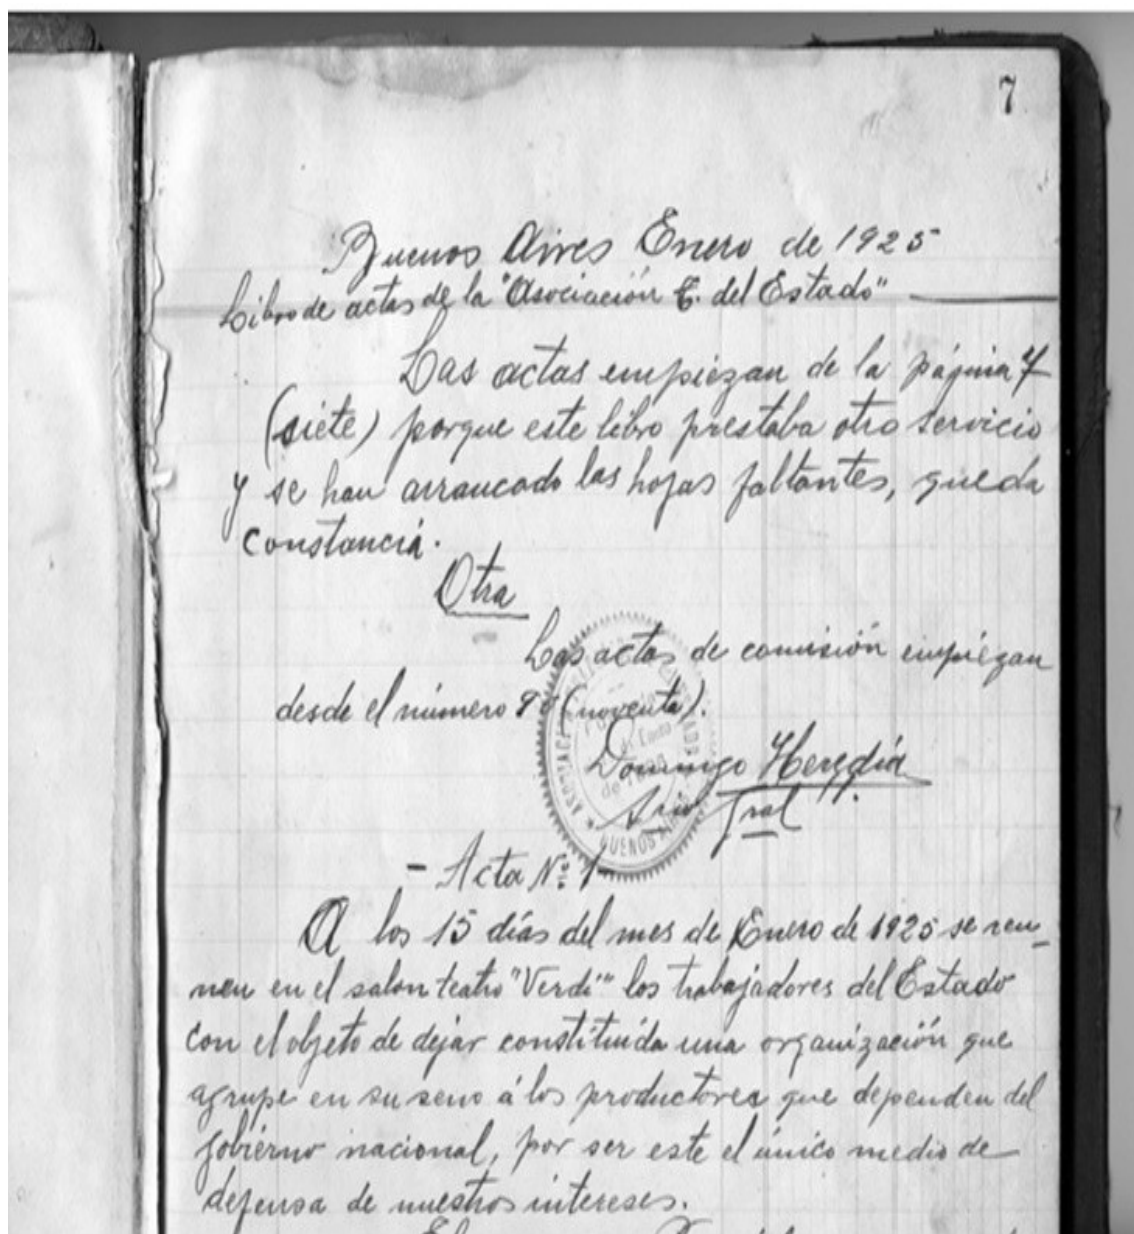 7
Buenos Aires Enero de 1925
Libro de actas de la "Asociación T. del Estado"
Las actas empiezan de la página 7
(siete) porque este libro prestaba otro servicio
y se han arrancado las hojas faltantes, queda
constancia.
Otra
Las actas de comisión empiezan
desde el número 90 (noventa).
Domingo Heredia
Srio Gral
BUENOS
- Acta Nº 1 -
A los 15 días del mes de Enero de 1925 se reu-
nen en el salon teatro "Verdi" los trabajadores del Estado
con el objeto de dejar constituída una organización que
agrupe en su seno á los productores que dependen del
gobierno nacional, por ser este el único medio de
defensa de nuestros intereses.